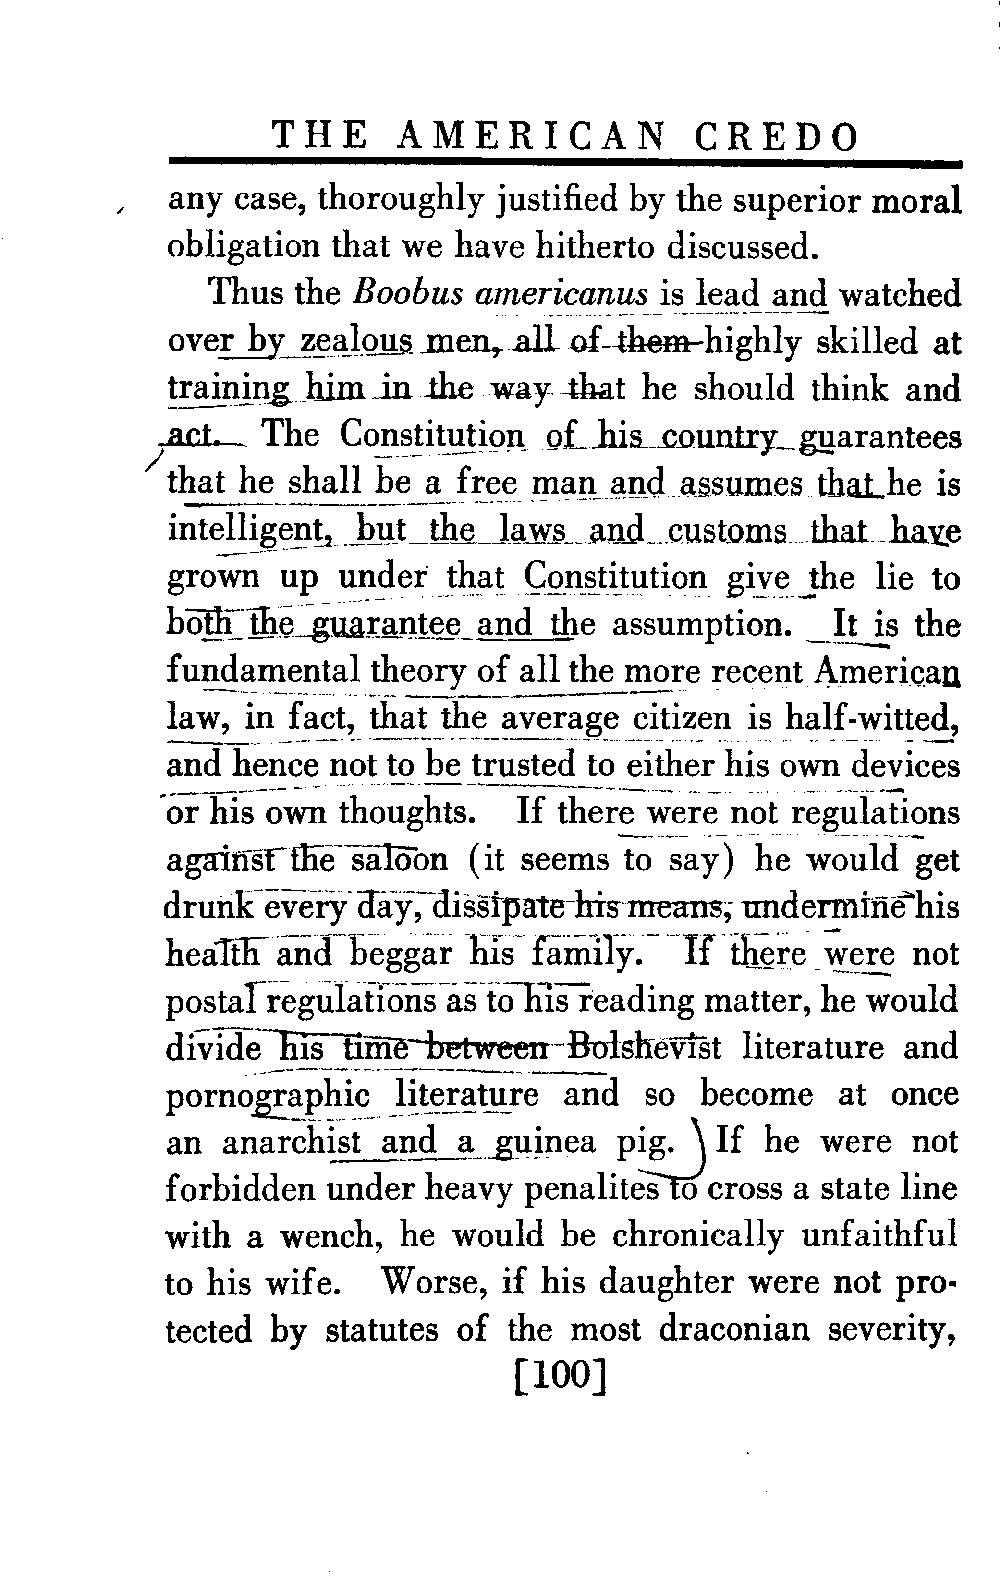 THE AMERICAN CREDO
any case, thoroughly justified by the superior moral
obligation that we have hitherto discussed.
Thus the Boobus americanus is lead and watched
over by zealous men, all of them highly skilled at
training him in the way that he should think and
act. The Constitution of his country guarantees
that he shall be a free man and assumes that he is
intelligent, but the laws and customs that have
grown up under that Constitution give the lie to
both the guarantee and the assumption. It is the
fundamental theory of all the more recent American
law, in fact, that the average citizen is half-witted,
and hence not to be trusted to either his own devices
or his own thoughts. If there were not regulations
against the saloon (it seems to say) he would get
drunk every day, dissipate his means, undermine his
health and beggar his family. If there were not
postal regulations as to his reading matter, he would
divide his time between Bolshevist literature and
pornographic literature and so become at once
an anarchist and a guinea pig. If he were not
forbidden under heavy penalites to cross a state line
with a wench, he would be chronically unfaithful
to his wife. Worse, if his daughter were not pro-
tected by statutes of the most draconian severity,
[100]